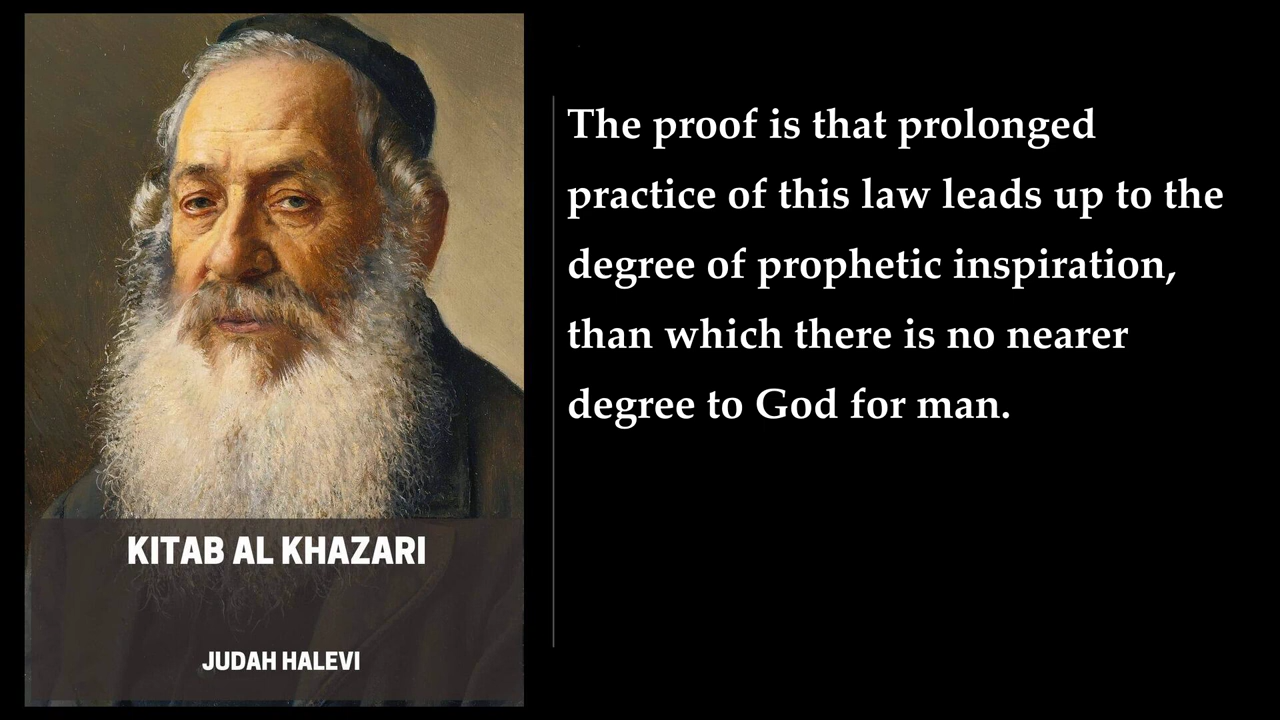 KITAB AL KHAZARI
JUDAH HALEVI
The proof is that prolonged
practice of this law leads up to the
degree of prophetic inspiration,
than which there is no nearer
degree to God for man.